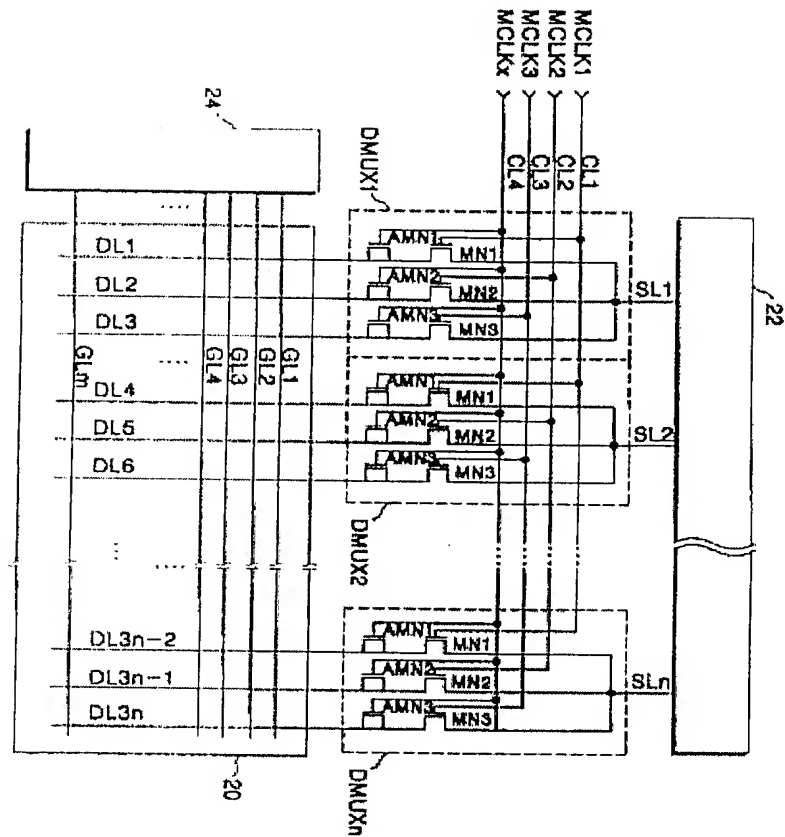 MCLK1
MCLK2
MCLK3
MCLKx
CL1
CL2
CL3
CL4
24
22
DMUX1
AMN1
MN1
AMN2
MN2
AMN3
MN3
SL1
DL1
DL2
DL3
GL1
GL2
GL3
GL4
GLm
DL4
DL5
DL6
AMN1
MN1
AMN2
MN2
AMN3
MN3
SL2
DMUX2
DL3n-2
DL3n-1
DL3n
AMN1
MN1
AMN2
MN2
AMN3
MN3
SLn
DMUXn
20